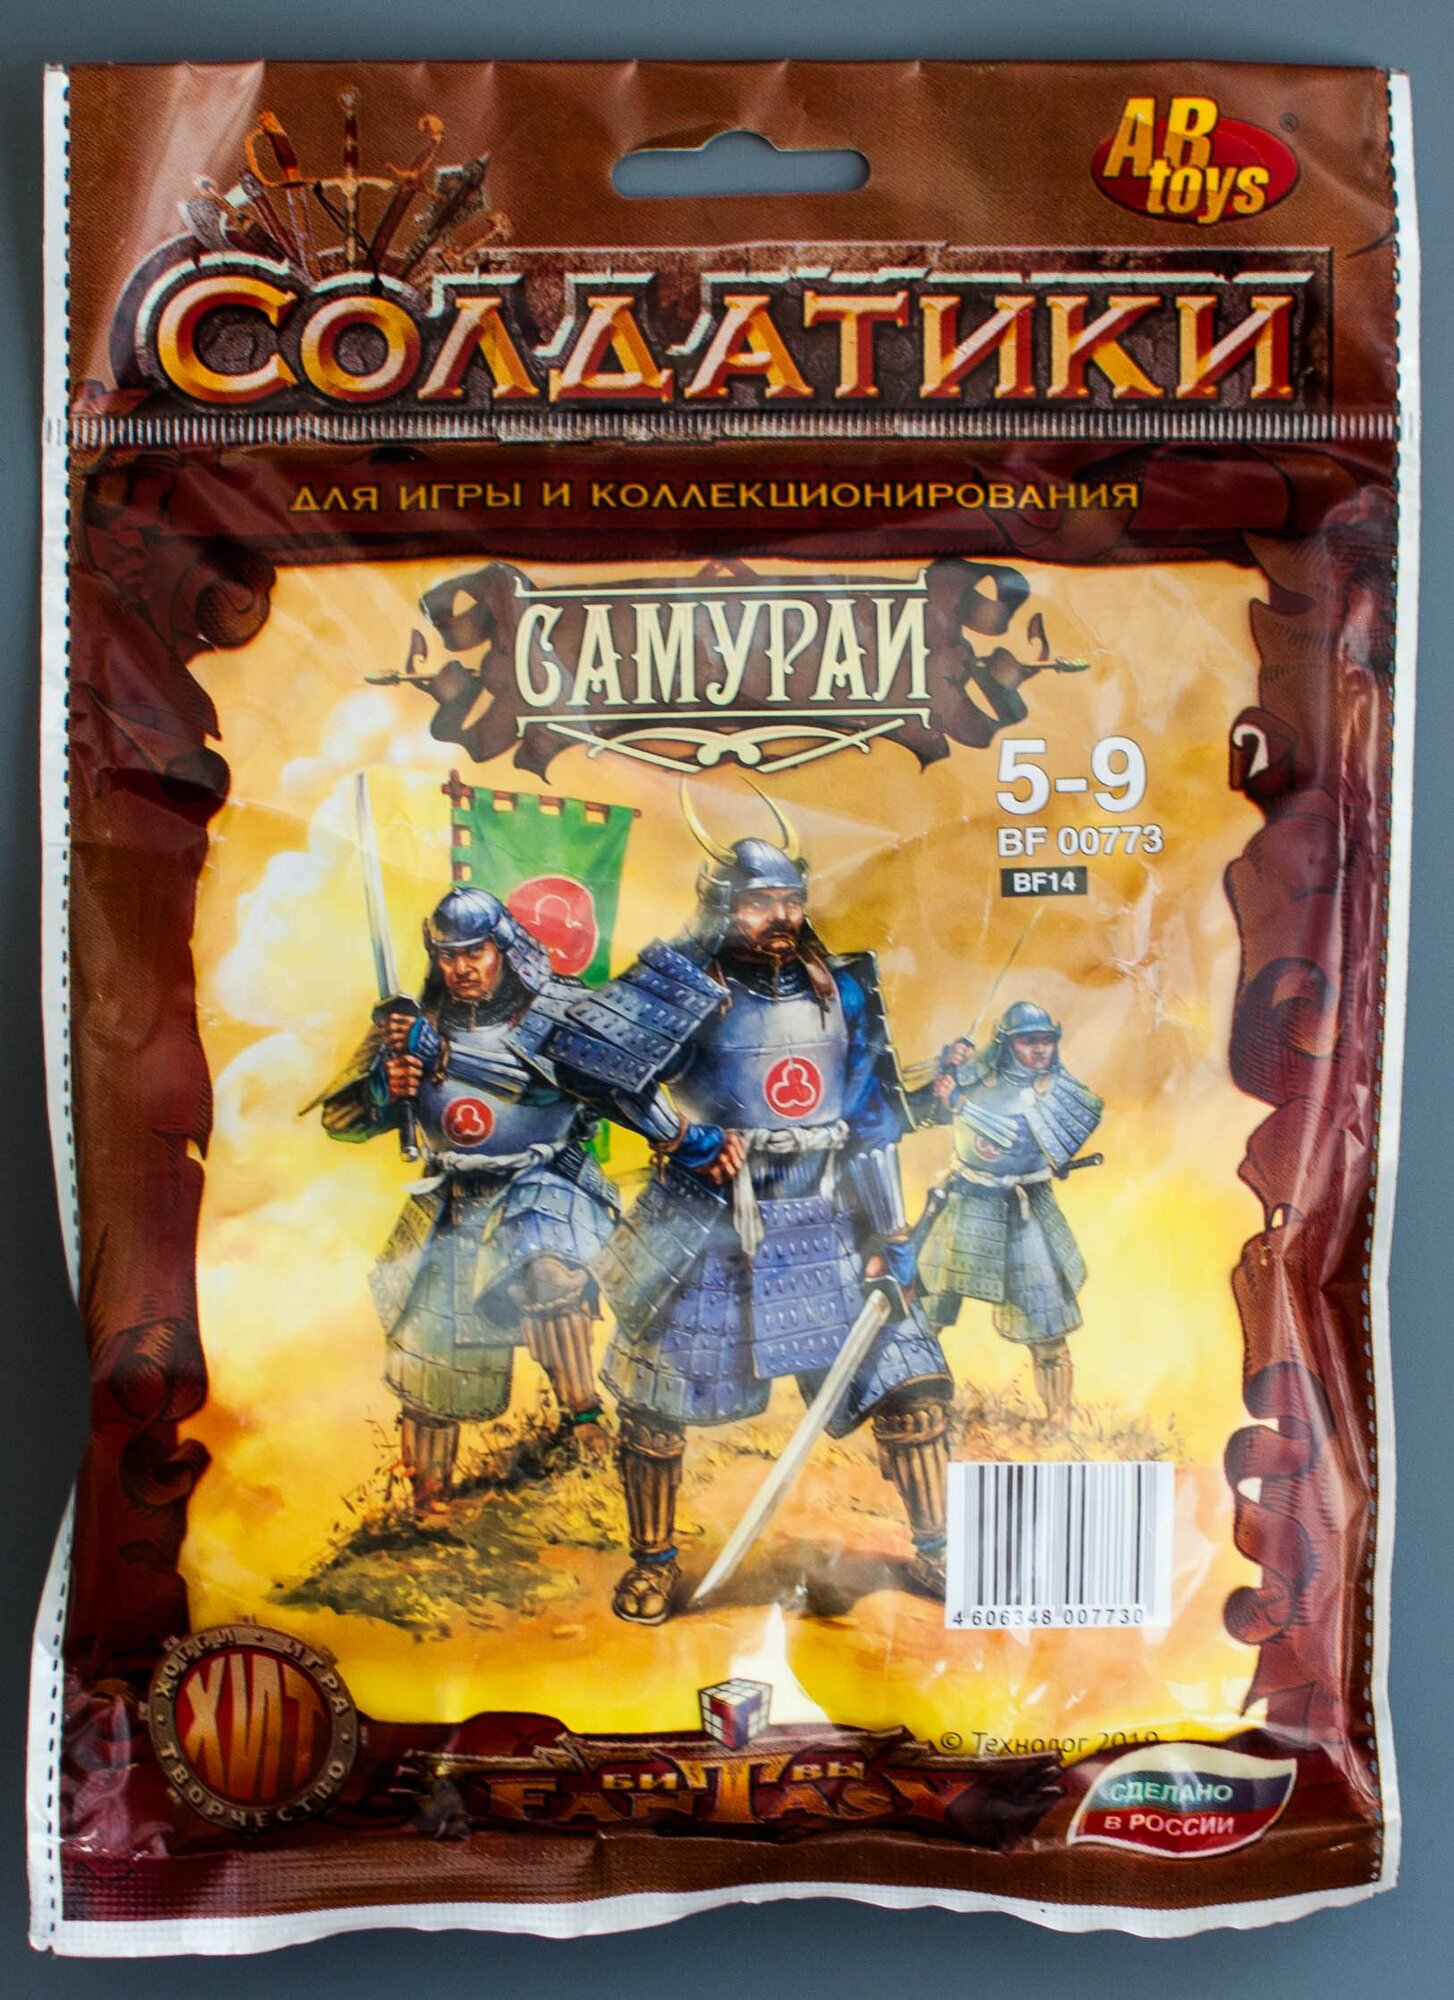 AB
toys
®
СОЛДАТИКИ
ДЛЯ ИГРЫ И КОЛЛЕКЦИОНИРОВАНИЯ
САМУРАИ
5-9
BF 00773
BF14
4 606348 007730
ХОББИ • ИГРА
ХИТ
ТВОРЧЕСТВО
© Технолог 2019
БИТВЫ
FANTASY
СДЕЛАНО
В РОССИИ